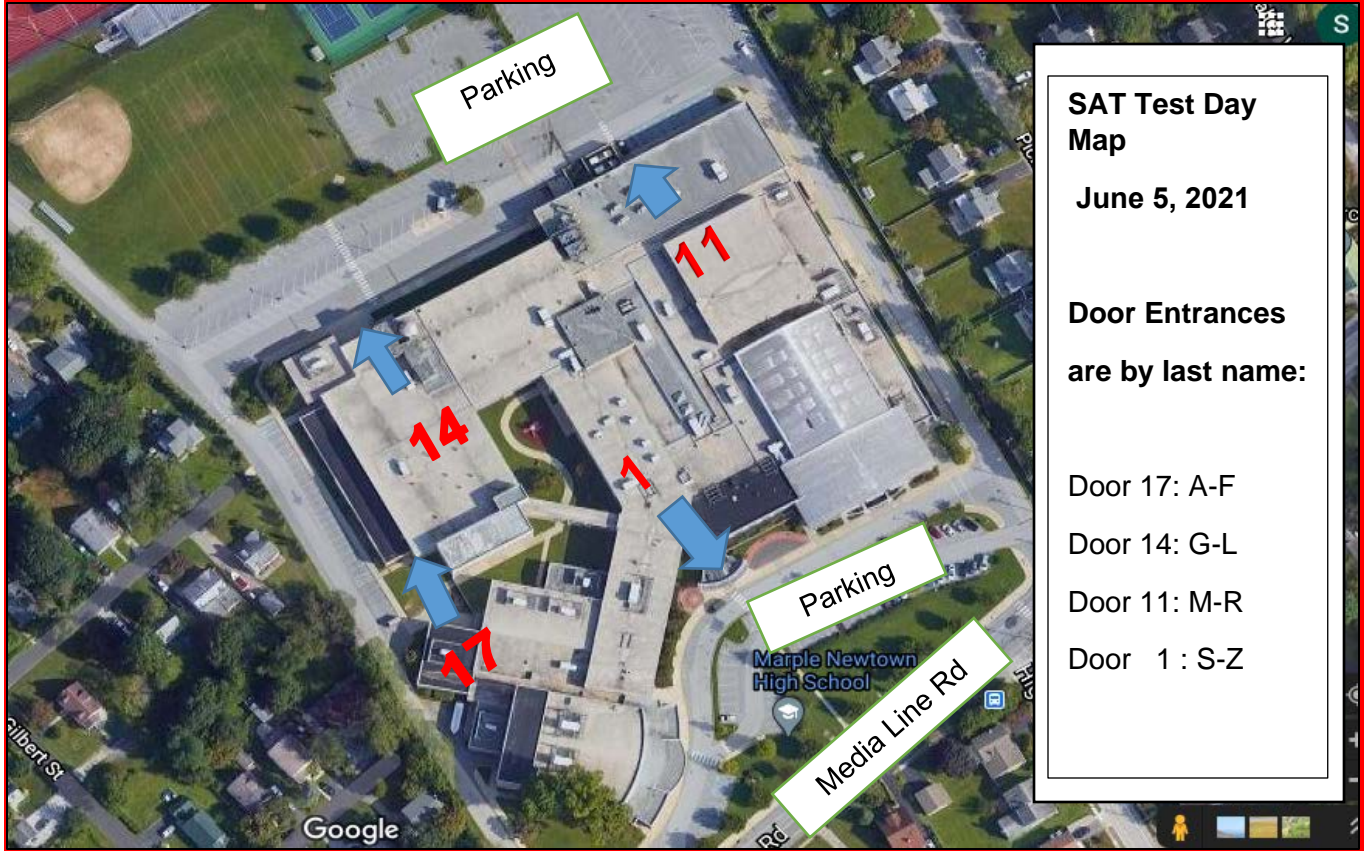 Parking
S
SAT Test Day
Map
June 5, 2021
Door Entrances
are by last name:
Door 17: A-F
Door 14: G-L
Door 11: M-R
Door 1 : S-Z
11
14
1
17
Parking
Marple Newtown
High School
Media Line Rd
Gilbert St
Google
Rd